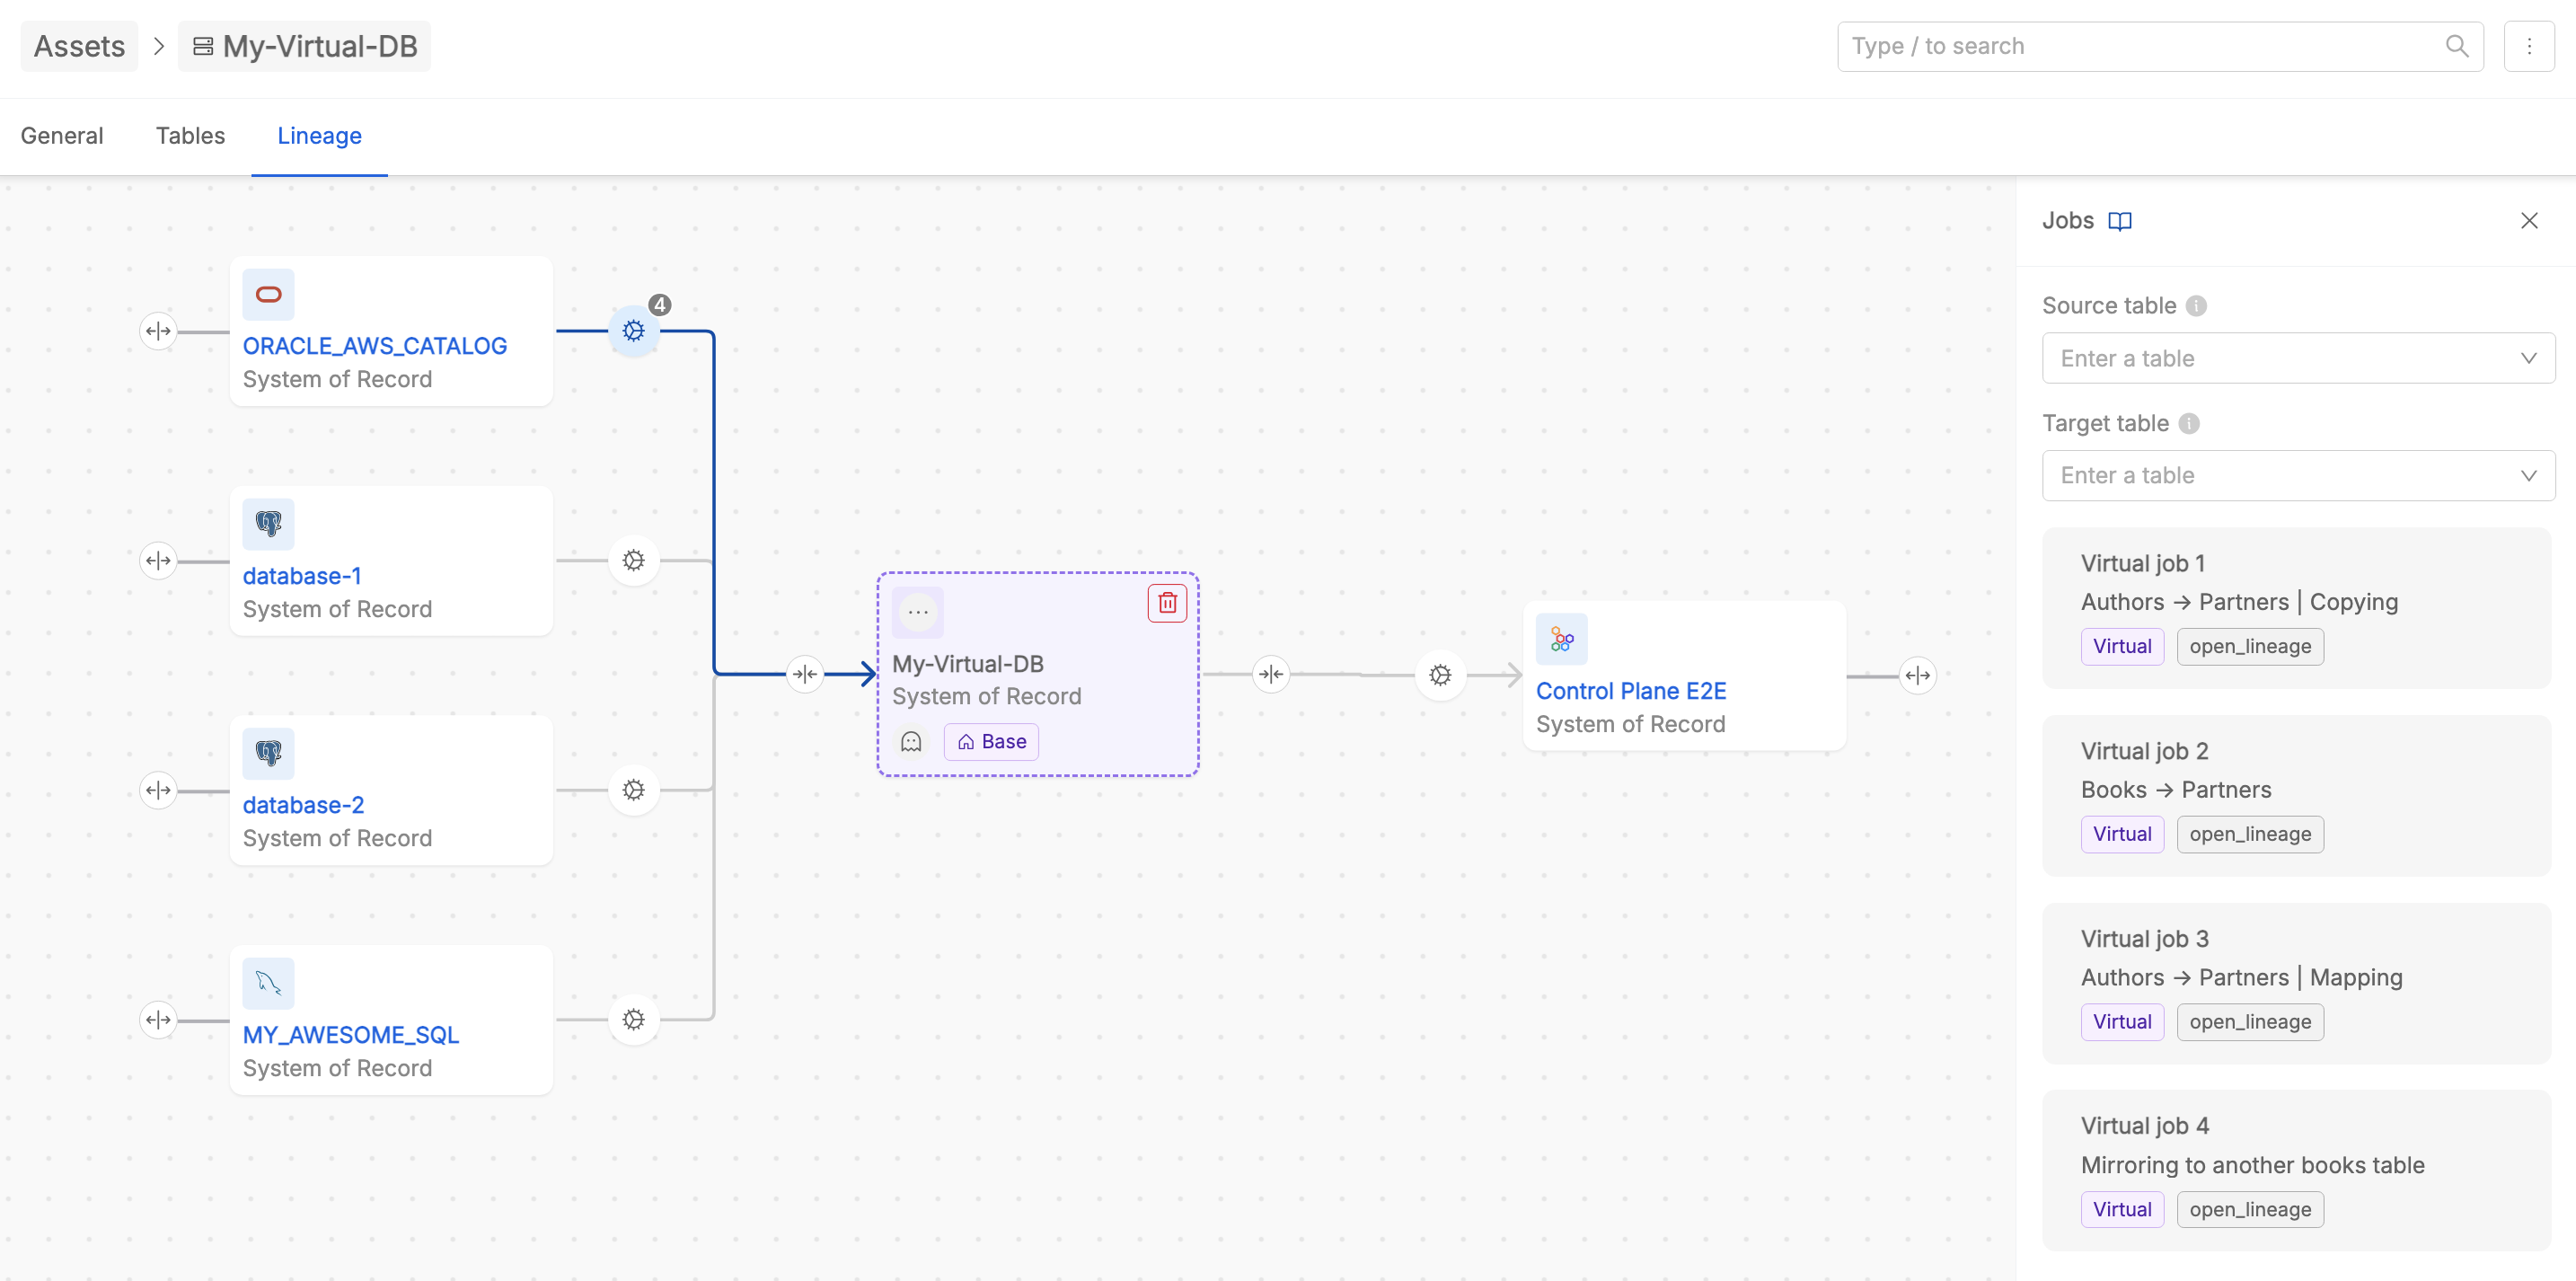 Assets > My-Virtual-DB
Type / to search
General Tables Lineage
ORACLE_AWS_CATALOG
System of Record
4
database-1
System of Record
database-2
System of Record
MY_AWESOME_SQL
System of Record
My-Virtual-DB
System of Record
Base
Control Plane E2E
System of Record
Jobs
Source table
Enter a table
Target table
Enter a table
Virtual job 1
Authors → Partners | Copying
Virtual open_lineage
Virtual job 2
Books → Partners
Virtual open_lineage
Virtual job 3
Authors → Partners | Mapping
Virtual open_lineage
Virtual job 4
Mirroring to another books table
Virtual open_lineage